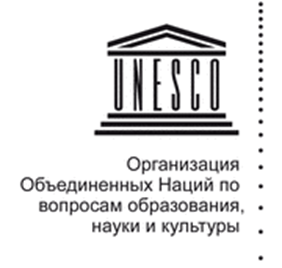 UNESCO
Организация
Объединенных Наций по
вопросам образования,
науки и культуры